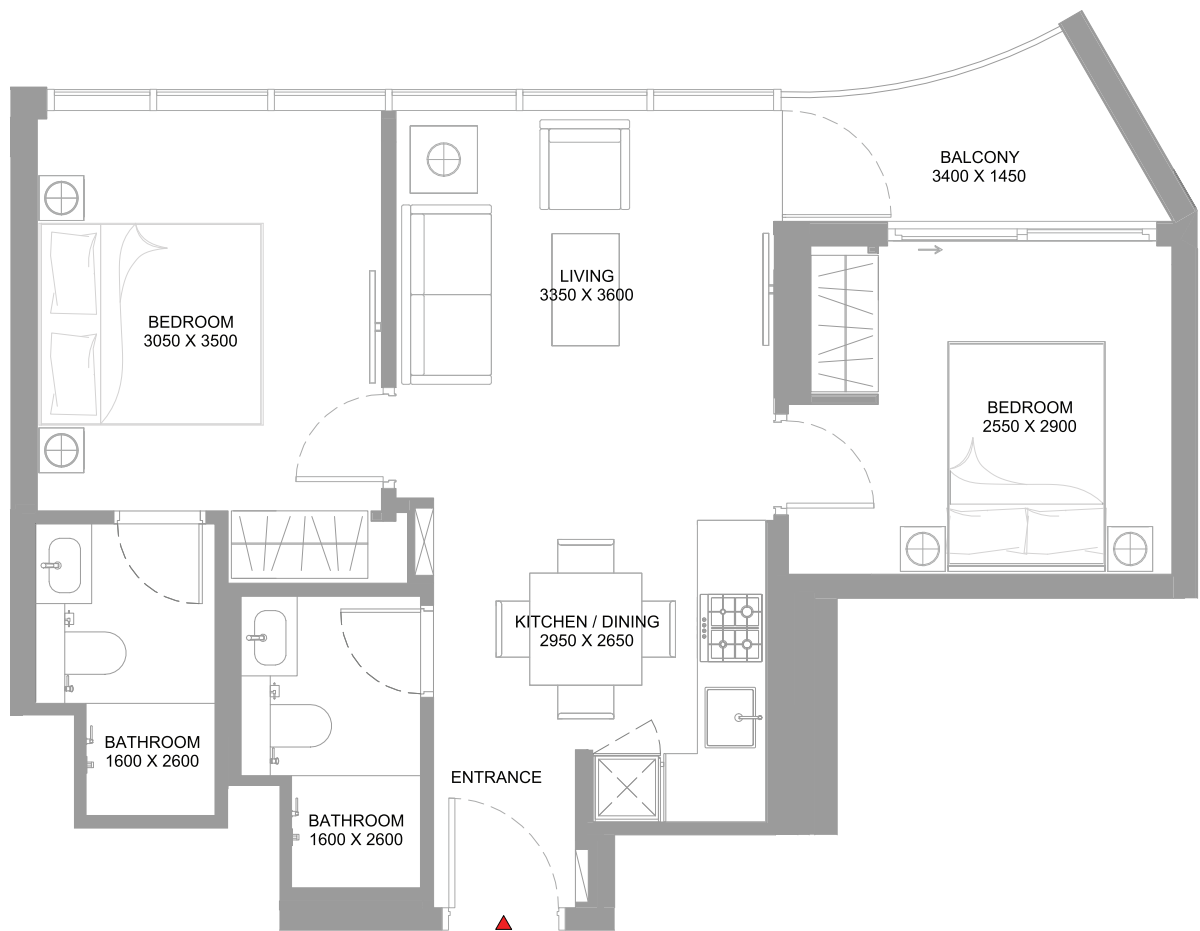 BALCONY
3400 X 1450
LIVING
3350 X 3600
BEDROOM
3050 X 3500
BEDROOM
2550 X 2900
KITCHEN / DINING
2950 X 2650
BATHROOM
1600 X 2600
ENTRANCE
BATHROOM
1600 X 2600